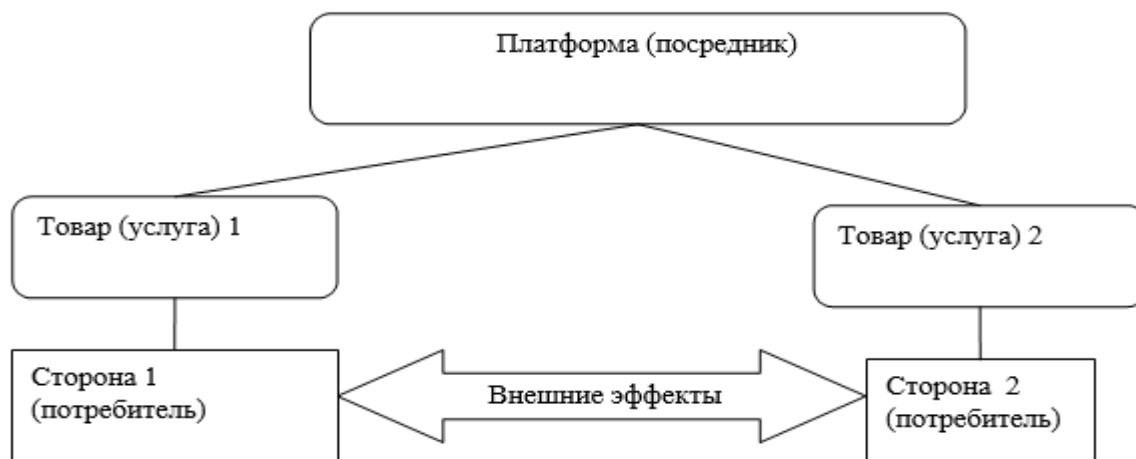 Платформа (посредник)
Товар (услуга) 1
Товар (услуга) 2
Сторона 1
(потребитель)
Внешние эффекты
Сторона 2
(потребитель)